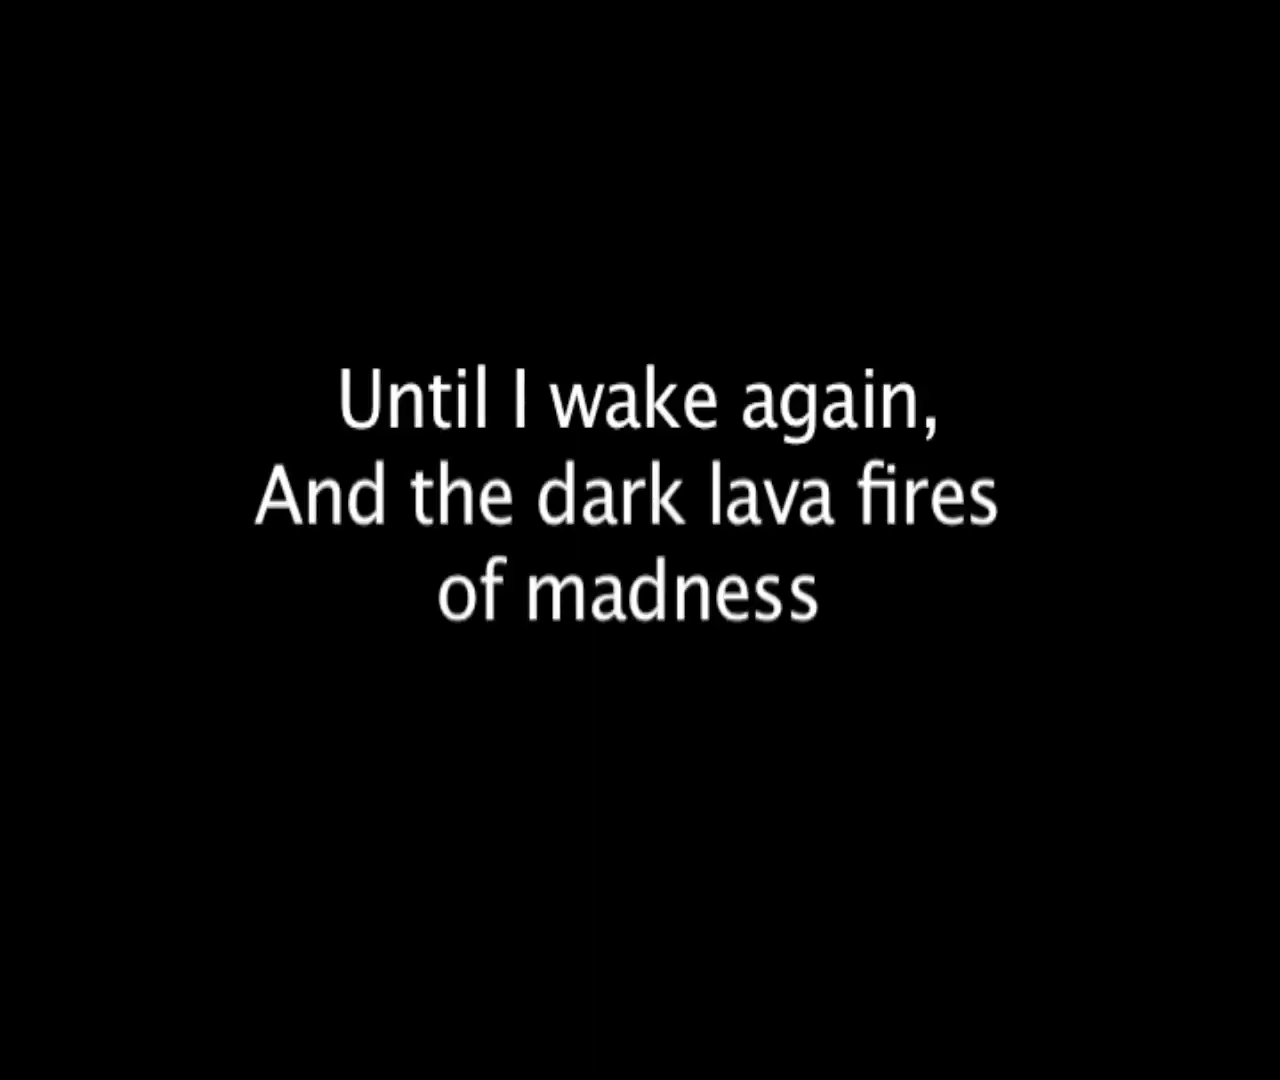 Until I wake again,
And the dark lava fires
of madness